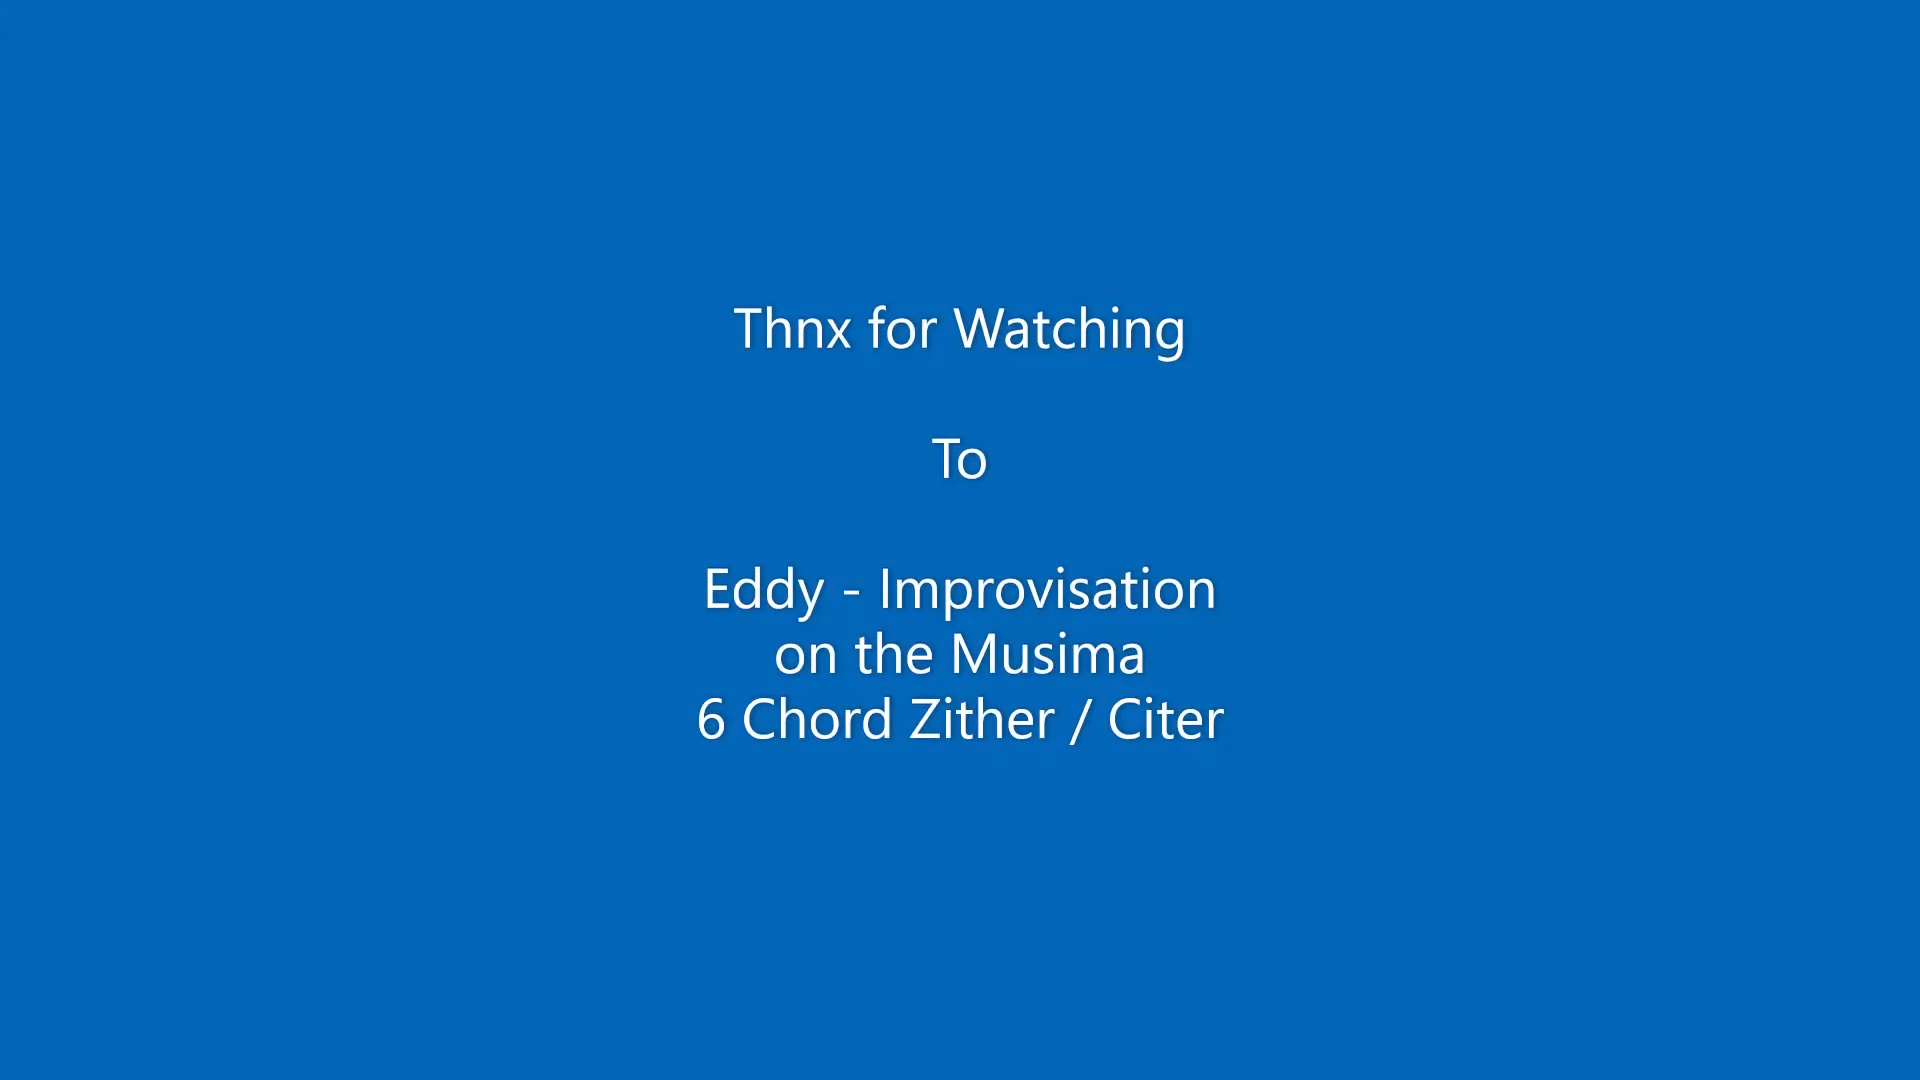 Thnx for Watching
To
Eddy - Improvisation
on the Musima
6 Chord Zither / Citer